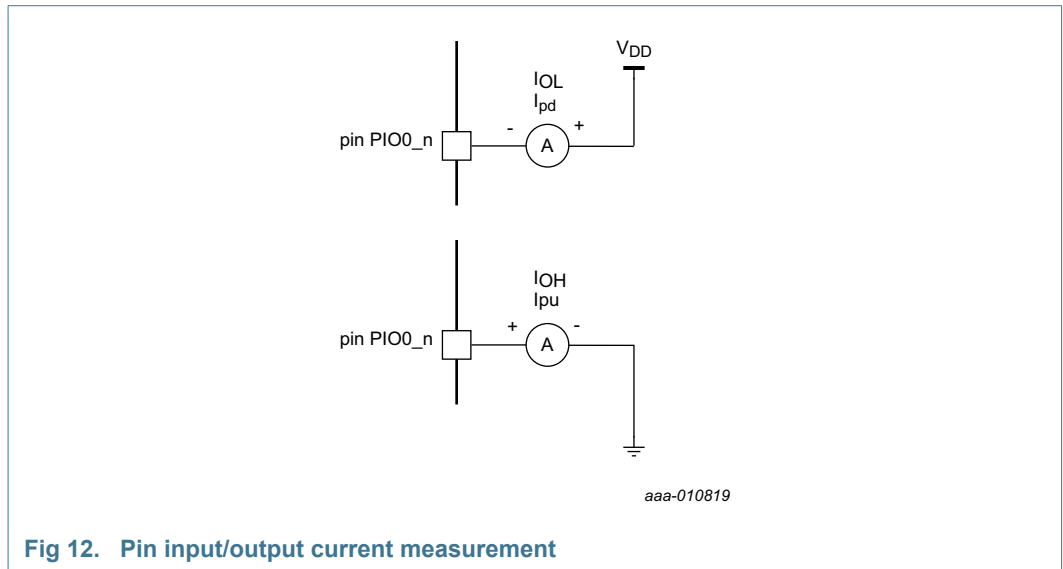 VDD
IOL
Ipd
- +
A
pin PIO0_n
IOH
Ipu
+ -
A
pin PIO0_n
aaa-010819
Fig 12. Pin input/output current measurement